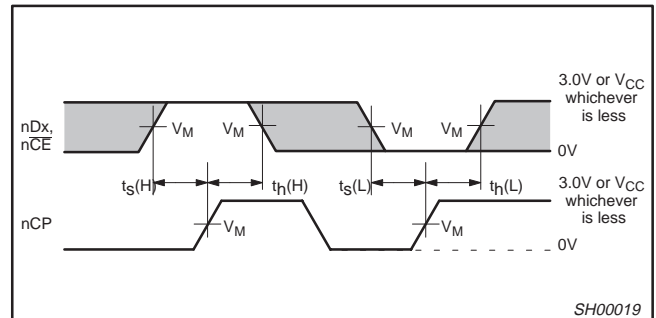 3.0V or VCC
whichever
is less
nDx,
nCE
VM
VM
VM
VM
0V
ts(H)
th(H)
ts(L)
th(L)
3.0V or VCC
whichever
is less
nCP
VM
VM
0V
SH00019